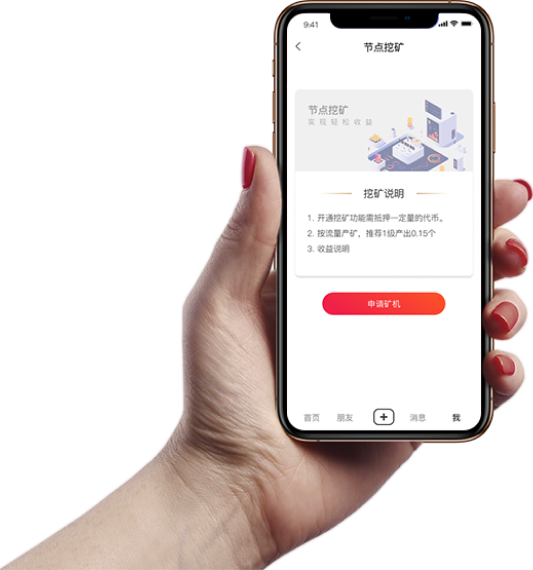 9:41
节点挖矿
节点挖矿
实现轻松收益
挖矿说明
1. 开通挖矿功能需抵押一定量的代币。
2. 按流量产矿，推荐1级产出0.15个
3. 收益说明
申请矿机
首页 朋友 消息 我